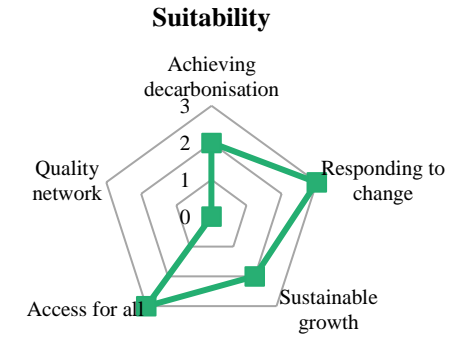 Suitability
Achieving
decarbonisation
3
2
1
0
Quality
network
Responding to
change
Access for all
Sustainable
growth